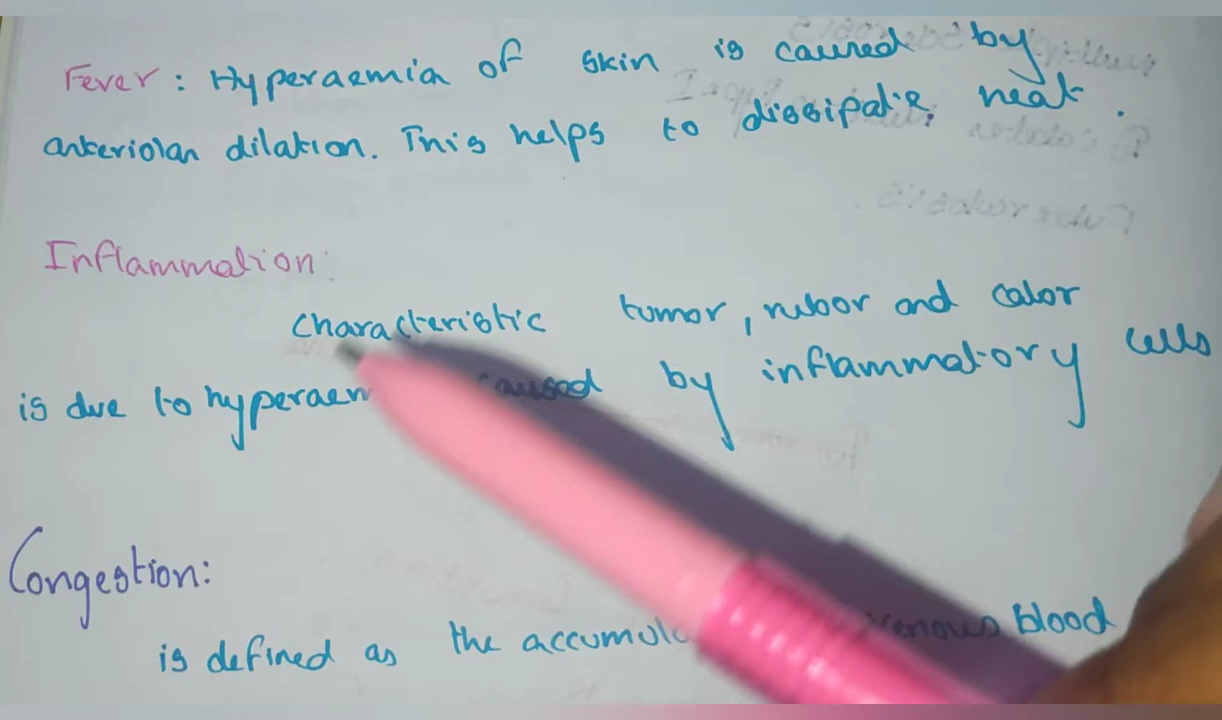 Fever: Hyperaemia of skin is caused by
arteriolar dilation. This helps to dissipate heat.
Inflammation:
characteristic tumor, rubor and calor
is due to hyperaem caused by inflammatory cells
Congestion:
is defined as the accumula venous blood